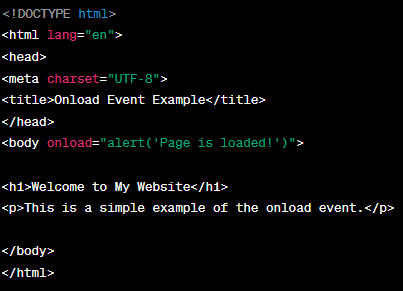 <!DOCTYPE html>
<html lang="en">
<head>
<meta charset="UTF-8">
<title>Onload Event Example</title>
</head>
<body onload="alert('Page is loaded!')">
<h1>Welcome to My Website</h1>
<p>This is a simple example of the onload event.</p>
</body>
</html>